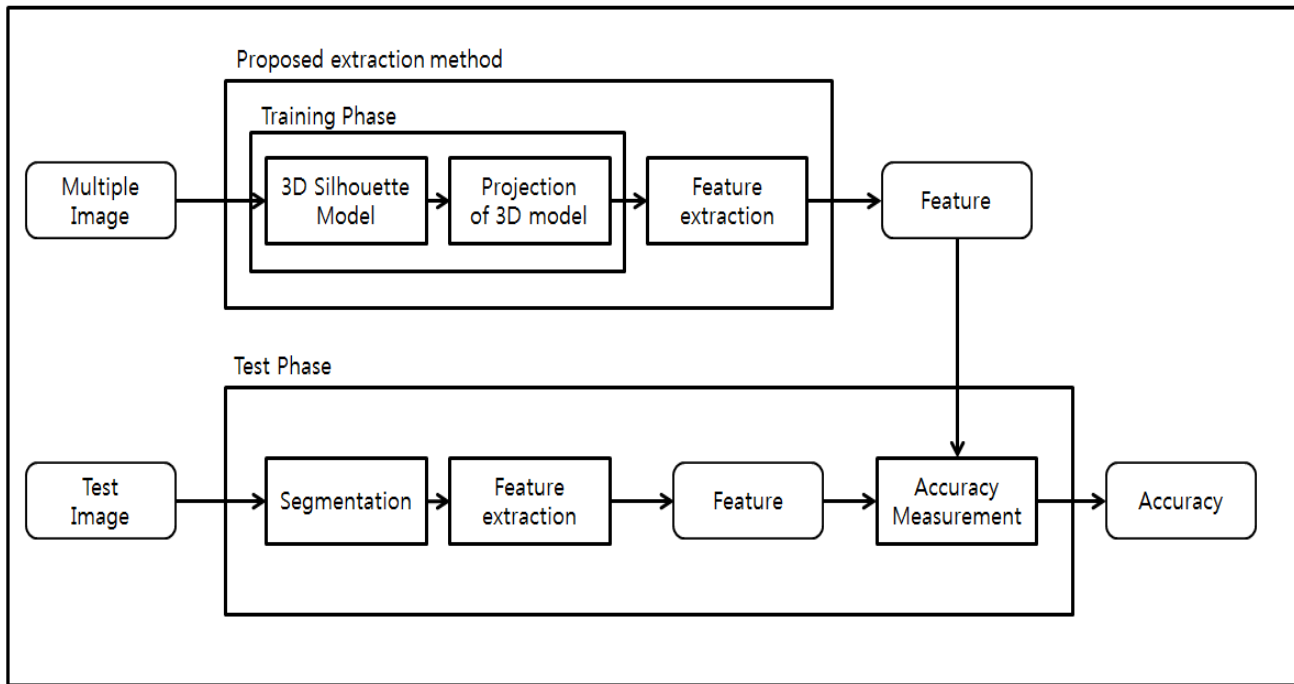 Proposed extraction method
Training Phase
Multiple
Image
3D Silhouette
Model
Projection
of 3D model
Feature
extraction
Feature
Test Phase
Test
Image
Segmentation
Feature
extraction
Feature
Accuracy
Measurement
Accuracy